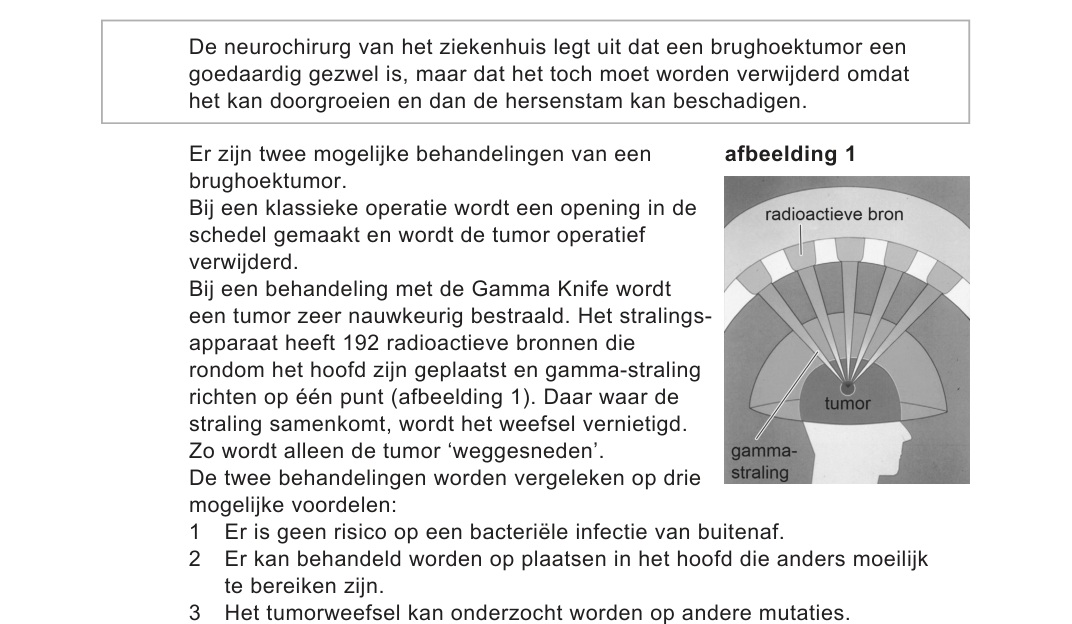 De neurochirurg van het ziekenhuis legt uit dat een brughoektumor een
goedaardig gezwel is, maar dat het toch moet worden verwijderd omdat
het kan doorgroeien en dan de hersenstam kan beschadigen.
Er zijn twee mogelijke behandelingen van een
brughoektumor.
Bij een klassieke operatie wordt een opening in de
schedel gemaakt en wordt de tumor operatief
verwijderd.
Bij een behandeling met de Gamma Knife wordt
een tumor zeer nauwkeurig bestraald. Het stralings-
apparaat heeft 192 radioactieve bronnen die
rondom het hoofd zijn geplaatst en gamma-straling
richten op één punt (afbeelding 1). Daar waar de
straling samenkomt, wordt het weefsel vernietigd.
Zo wordt alleen de tumor ‘weggesneden’.
De twee behandelingen worden vergeleken op drie
mogelijke voordelen:
afbeelding 1
radioactieve bron
tumor
gamma-
straling
1 Er is geen risico op een bacteriële infectie van buitenaf.
2 Er kan behandeld worden op plaatsen in het hoofd die anders moeilijk
te bereiken zijn.
3 Het tumorweefsel kan onderzocht worden op andere mutaties.